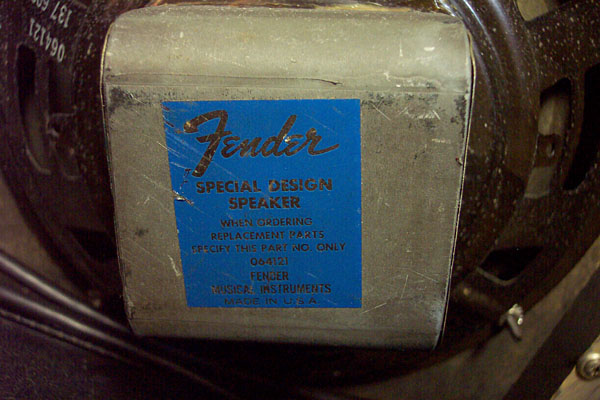 064121
Fender
SPECIAL DESIGN
SPEAKER
WHEN ORDERING
REPLACEMENT PARTS
SPECIFY THIS PART NO. ONLY
064121
FENDER
MUSICAL INSTRUMENTS
MADE IN U.S.A.